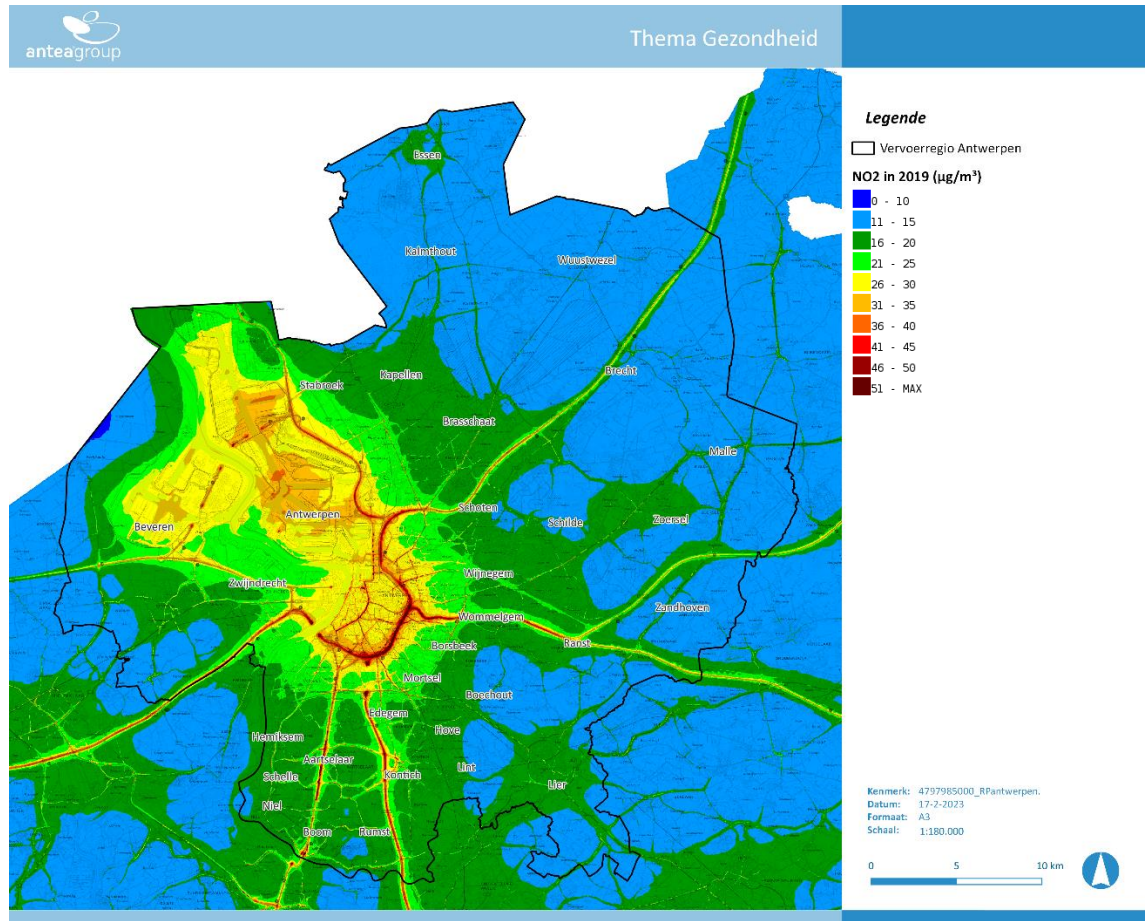 anteagroup
Thema Gezondheid
Legende
Vervoerregio Antwerpen
NO2 in 2019 (µg/m³)
0 - 10
11 - 15
16 - 20
21 - 25
26 - 30
31 - 35
36 - 40
41 - 45
46 - 50
51 - MAX
Essen
Kalmthout
Wuustwezel
Stabroek
Kapellen
Brecht
Brasschaat
Malle
Schoten
Antwerpen
Schilde
Zoersel
Beveren
Wijnegem
Zwijndrecht
Zandhoven
Wommelgem
Borsbeek
Ranst
Mortsel
Boechout
Edegem
Hove
Hemiksem
Aartselaar
Lint
Schelle
Kontich
Lier
Niel
Boom
Rumst
Kenmerk: 4797985000_RPantwerpen.
Datum: 17-2-2023
Formaat: A3
Schaal: 1:180.000
0 5 10 km